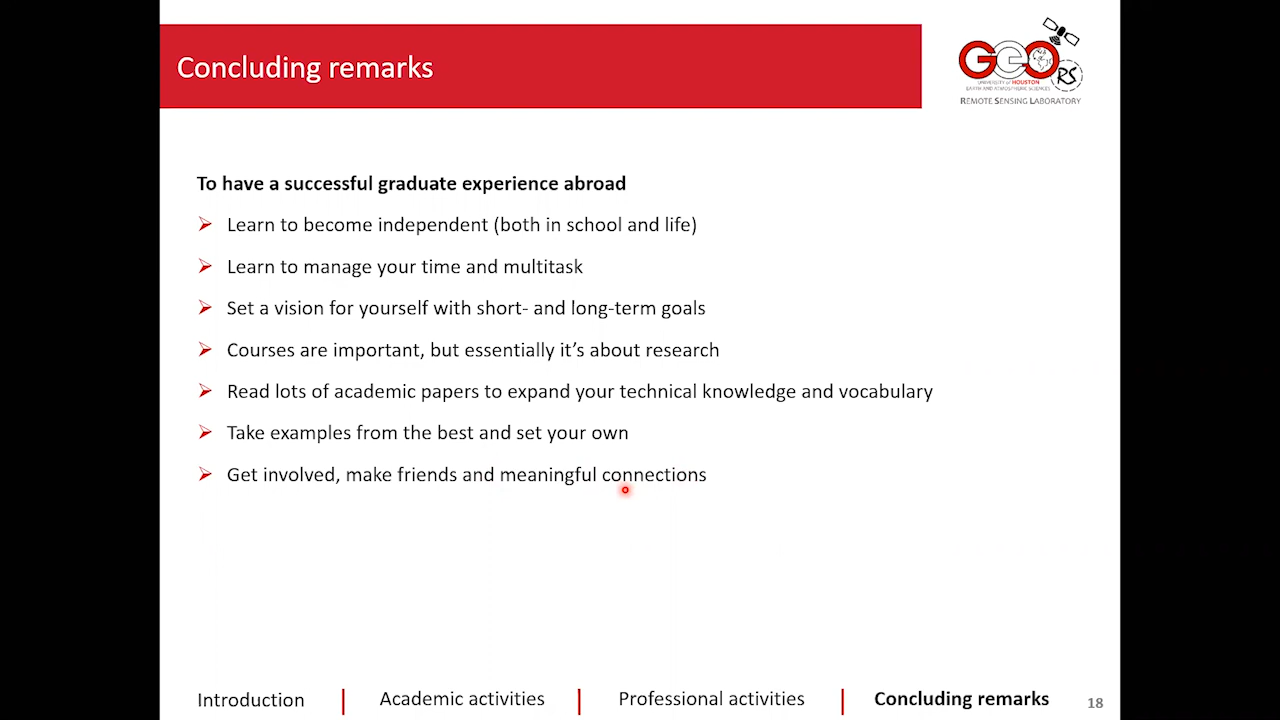 Concluding remarks
GEO
RS
UNIVERSITY OF HOUSTON
EARTH AND ATMOSPHERIC SCIENCES
REMOTE SENSING LABORATORY
To have a successful graduate experience abroad
Learn to become independent (both in school and life)
Learn to manage your time and multitask
Set a vision for yourself with short- and long-term goals
Courses are important, but essentially it’s about research
Read lots of academic papers to expand your technical knowledge and vocabulary
Take examples from the best and set your own
Get involved, make friends and meaningful connections
Introduction | Academic activities | Professional activities | Concluding remarks 18